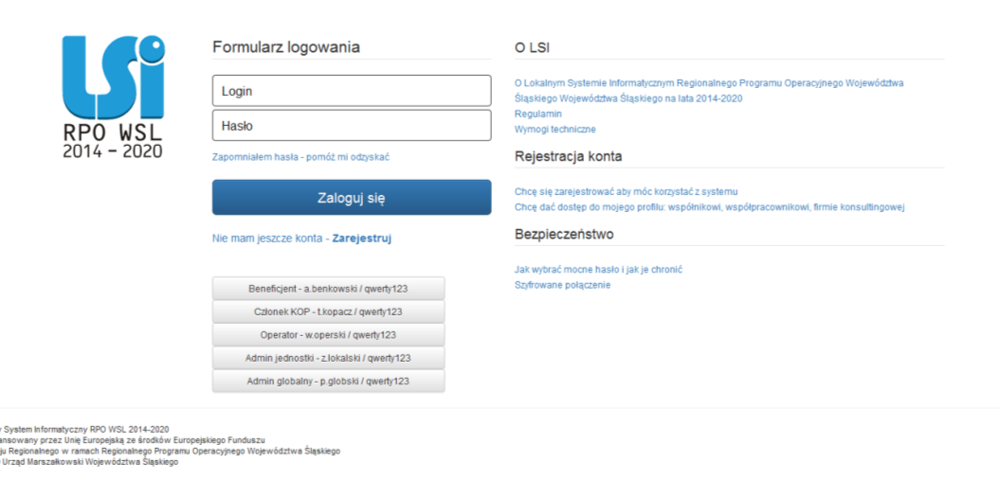 LSi
RPO WSL
2014 - 2020
Formularz logowania
Login
Hasło
Zapomniałem hasła - pomóż mi odzyskać
Zaloguj się
Nie mam jeszcze konta - Zarejestruj
Beneficjent - a.benkowski / qwerty123
Członek KOP - t.kopacz / qwerty123
Operator - w.operski / qwerty123
Admin jednostki - z.lokalski / qwerty123
Admin globalny - p.globski / qwerty123
O LSI
O Lokalnym Systemie Informatycznym Regionalnego Programu Operacyjnego Województwa
Śląskiego Województwa Śląskiego na lata 2014-2020
Regulamin
Wymogi techniczne
Rejestracja konta
Chcę się zarejestrować aby móc korzystać z systemu
Chcę dać dostęp do mojego profilu: wspólnikowi, współpracownikowi, firmie konsultingowej
Bezpieczeństwo
Jak wybrać mocne hasło i jak je chronić
Szyfrowane połączenie
System Informatyczny RPO WSL 2014-2020
ansowany przez Unię Europejską ze środków Europejskiego Funduszu
ju Regionalnego w ramach Regionalnego Programu Operacyjnego Województwa Śląskiego
Urząd Marszałkowski Województwa Śląskiego